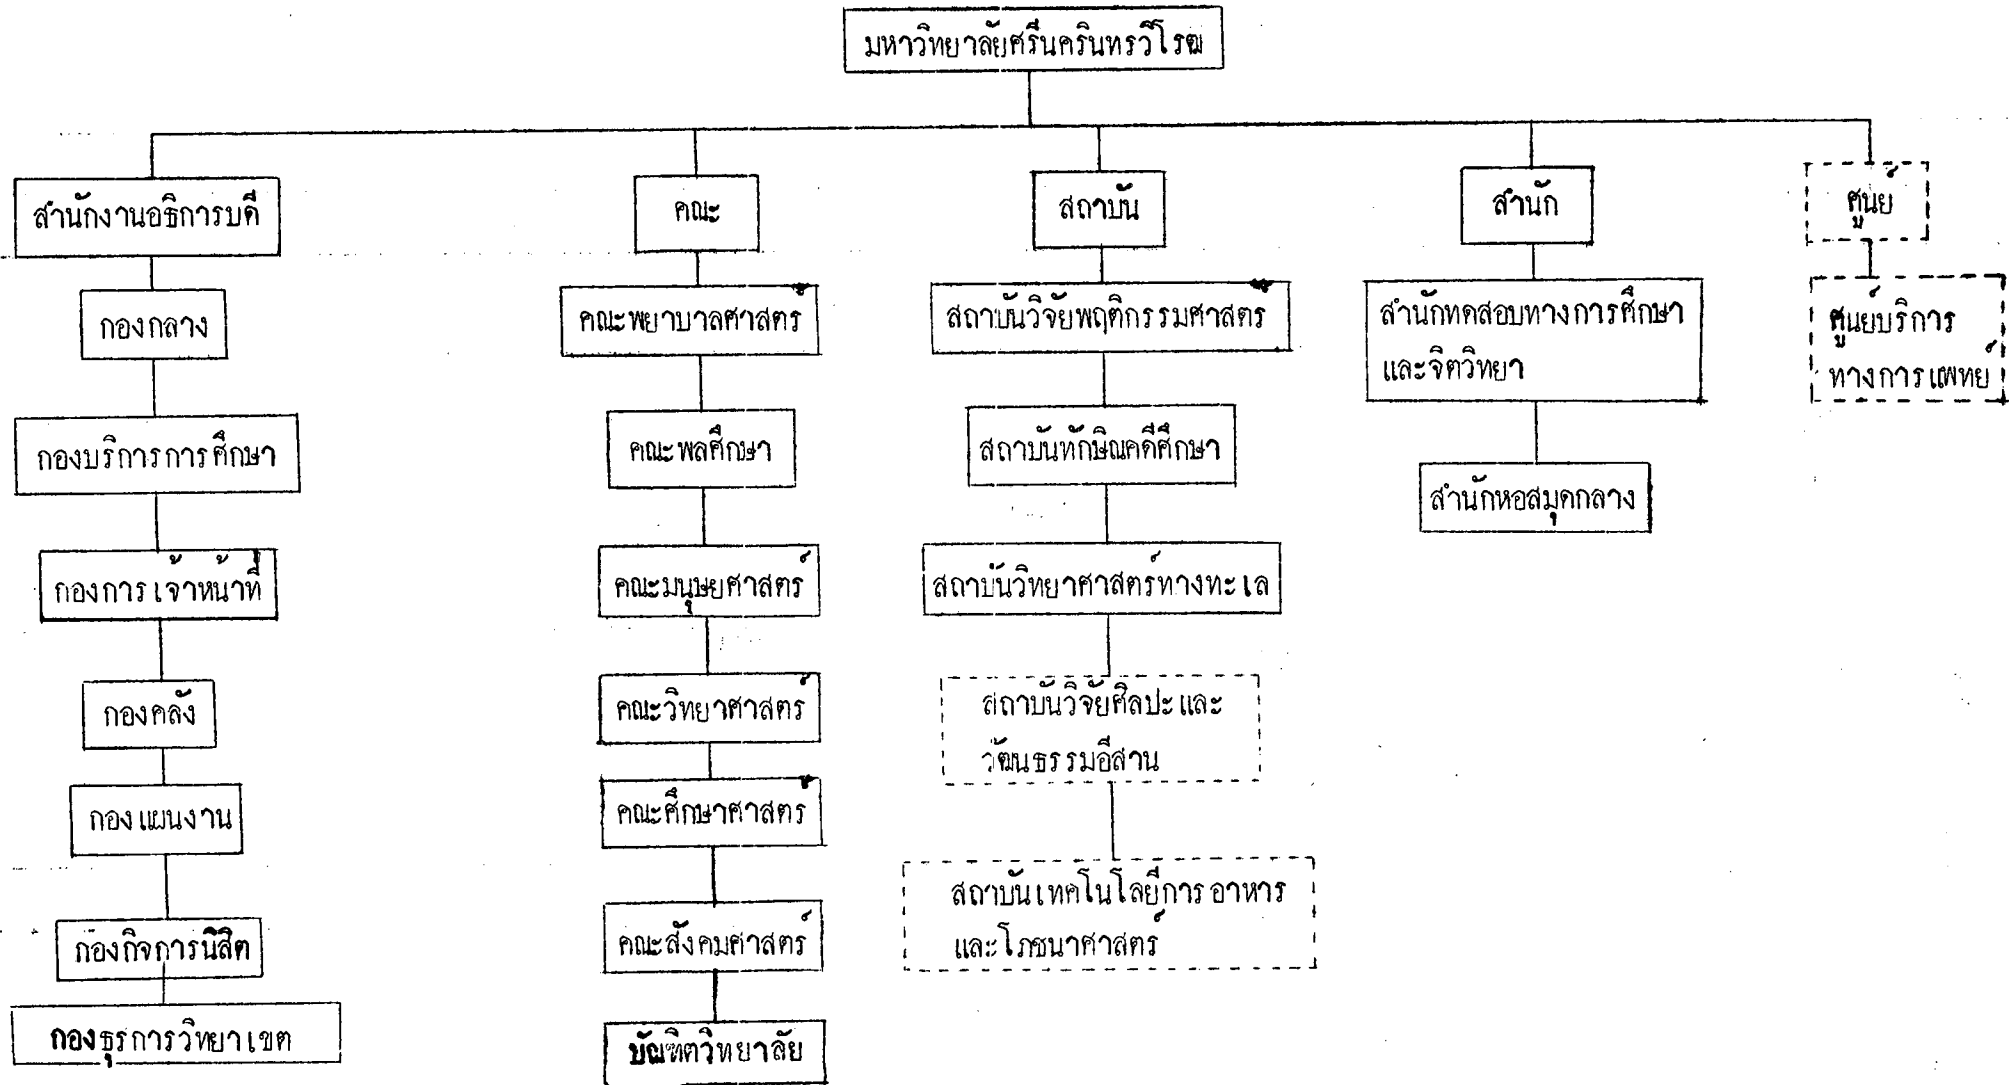 มหาวิทยาลัยศรีนครินทรวิโรฒ
สำนักงานอธิการบดี
คณะ
สถาบัน
สำนัก
ศูนย์
กองกลาง
คณะพยาบาลศาสตร์
สถาบันวิจัยพฤติกรรมศาสตร์
สำนักทดสอบทางการศึกษา
และจิตวิทยา
ศูนย์บริการ
ทางการแพทย์
กองบริการการศึกษา
คณะพลศึกษา
สถาบันทักษิณคดีศึกษา
สำนักหอสมุดกลาง
กองการเจ้าหน้าที่
คณะมนุษยศาสตร์
สถาบันวิทยาศาสตร์ทางทะเล
กองคลัง
คณะวิทยาศาสตร์
สถาบันวิจัยศิลปะและ
วัฒนธรรมอีสาน
กองแผนงาน
คณะศึกษาศาสตร์
กองกิจการนิสิต
คณะสังคมศาสตร์
สถาบันเทคโนโลยีการอาหาร
และโภชนาศาสตร์
กองธุรการวิทยาเขต
บัณฑิตวิทยาลัย